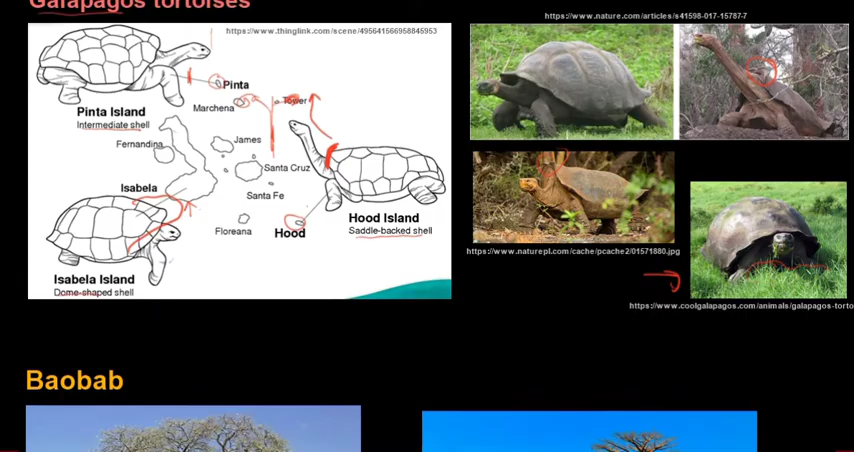 Galapagos tortoises
https://www.nature.com/articles/s41598-017-15787-7
https://www.thinglink.com/scene/495641566958845953
Pinta
Marchena
Tower
Pinta Island
Intermediate shell
Fernandina
James
Santa Cruz
Isabela
Santa Fe
Hood Island
Saddle-backed shell
Floreana
Hood
Isabela Island
Dome-shaped shell
https://www.naturepl.com/cache/pcache2/01571880.jpg
https://www.coolgalapagos.com/animals/galapagos-torto
Baobab